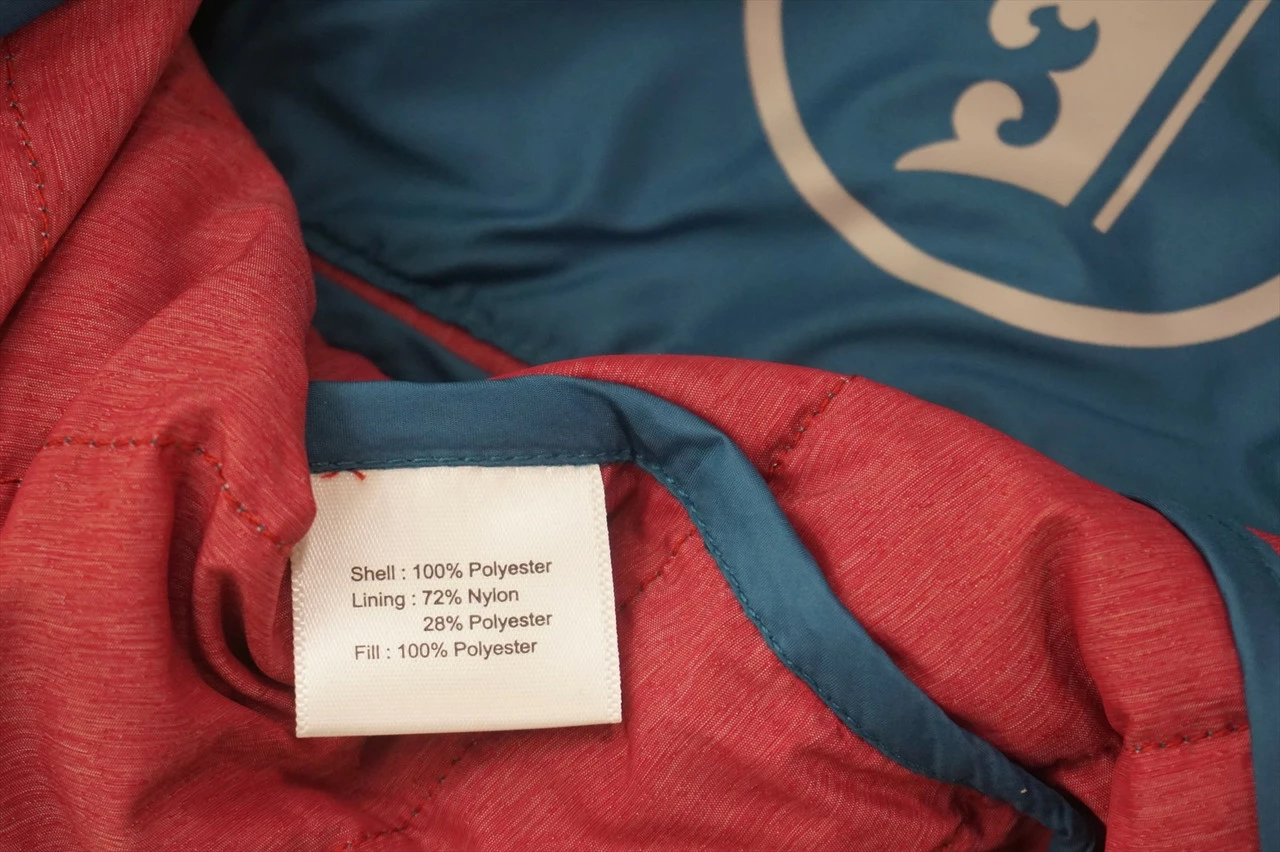 Shell : 100% Polyester
Lining : 72% Nylon
28% Polyester
Fill : 100% Polyester